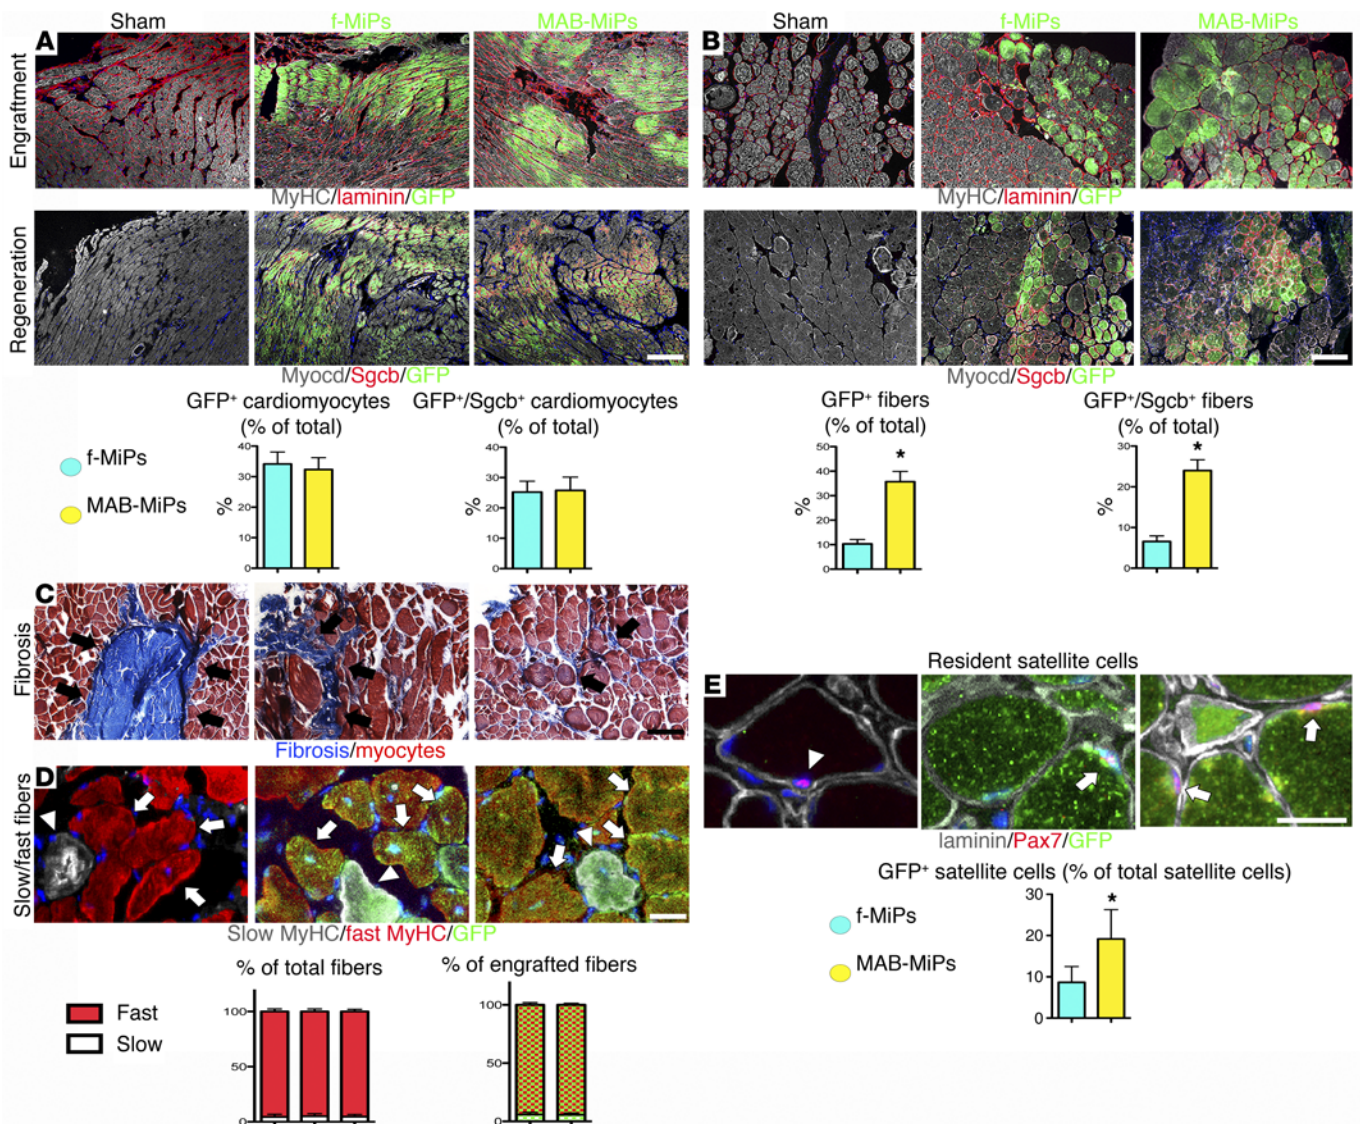 A
Sham
f-MiPs
MAB-MiPs
Engraftment
MyHC/laminin/GFP
Regeneration
Myocd/Sgcb/GFP
GFP⁺ cardiomyocytes
(% of total)
40
30
20
10
0
%
GFP⁺/Sgcb⁺ cardiomyocytes
(% of total)
30
20
10
0
f-MiPs
MAB-MiPs
B
Sham
f-MiPs
MAB-MiPs
MyHC/laminin/GFP
Myocd/Sgcb/GFP
GFP⁺ fibers
(% of total)
50
40
30
20
10
0
%
*
GFP⁺/Sgcb⁺ fibers
(% of total)
30
20
10
0
%
*
C
Fibrosis
Fibrosis/myocytes
D
Slow/fast fibers
Slow MyHC/fast MyHC/GFP
% of total fibers
100
50
0
% of engrafted fibers
100
50
0
Fast
Slow
E
Resident satellite cells
laminin/Pax7/GFP
GFP⁺ satellite cells (% of total satellite cells)
30
20
10
0
*
f-MiPs
MAB-MiPs